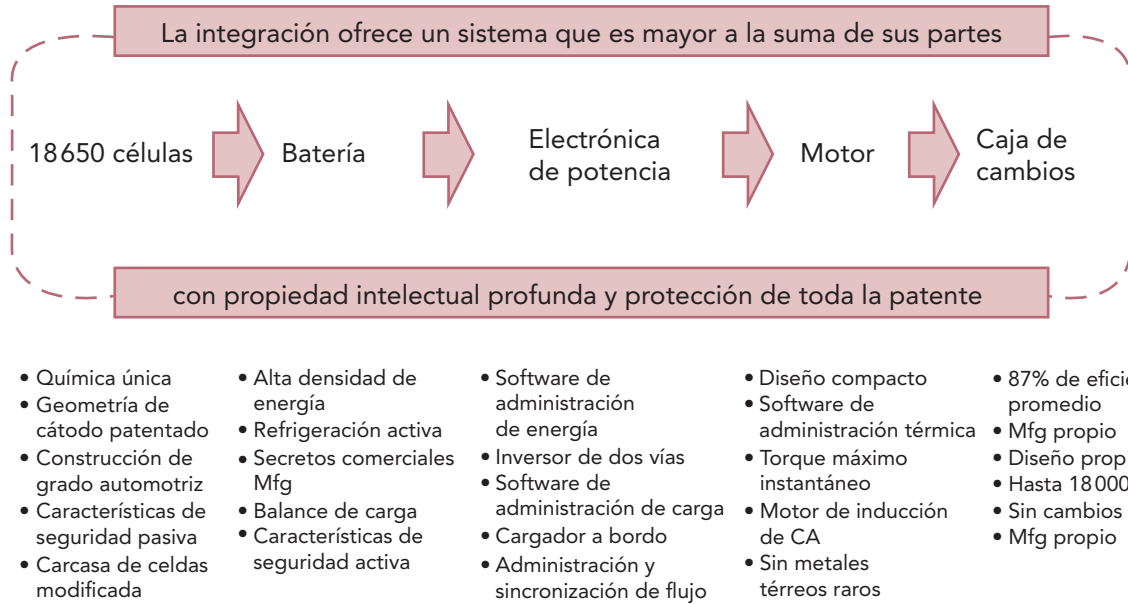 La integración ofrece un sistema que es mayor a la suma de sus partes
18 650 células
Batería
Electrónica
de potencia
Motor
Caja de
cambios
con propiedad intelectual profunda y protección de toda la patente
• Química única
• Geometría de
cátodo patentado
• Construcción de
grado automotriz
• Características de
seguridad pasiva
• Carcasa de celdas
modificada
• Alta densidad de
energía
• Refrigeración activa
• Secretos comerciales
Mfg
• Balance de carga
• Características de
seguridad activa
• Software de
administración
de energía
• Inversor de dos vías
• Software de
administración de carga
• Cargador a bordo
• Administración y
sincronización de flujo
• Diseño compacto
• Software de
administración térmica
• Torque máximo
instantáneo
• Motor de inducción
de CA
• Sin metales
térreos raros
• 87% de
promedio
• Mfg propio
• Diseño
• Hasta 18 000
• Sin cambios
• Mfg propio